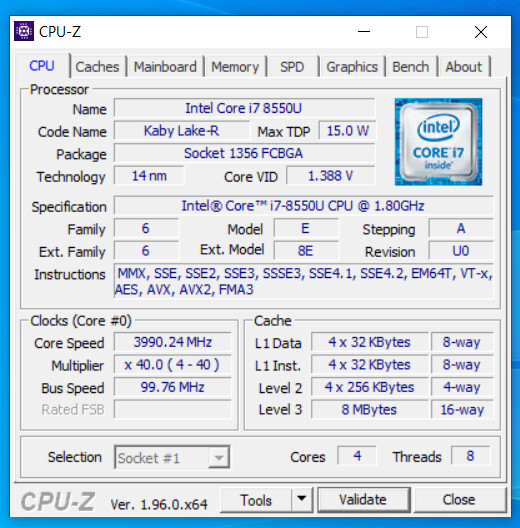 CPU-Z
CPU Caches Mainboard Memory SPD Graphics Bench About
Processor
Name Intel Core i7 8550U
Code Name Kaby Lake-R Max TDP 15.0 W
Package Socket 1356 FCBGA
Technology 14 nm Core VID 1.388 V
intel
CORE i7
inside™
Specification Intel® Core™ i7-8550U CPU @ 1.80GHz
Family 6 Model E Stepping A
Ext. Family 6 Ext. Model 8E Revision U0
Instructions MMX, SSE, SSE2, SSE3, SSSE3, SSE4.1, SSE4.2, EM64T, VT-x,
AES, AVX, AVX2, FMA3
Clocks (Core #0)
Core Speed 3990.24 MHz
Multiplier x 40.0 ( 4 - 40 )
Bus Speed 99.76 MHz
Rated FSB
Cache
L1 Data 4 x 32 KBytes 8-way
L1 Inst. 4 x 32 KBytes 8-way
Level 2 4 x 256 KBytes 4-way
Level 3 8 MBytes 16-way
Selection Socket #1 Cores 4 Threads 8
CPU-Z Ver. 1.96.0.x64 Tools Validate Close